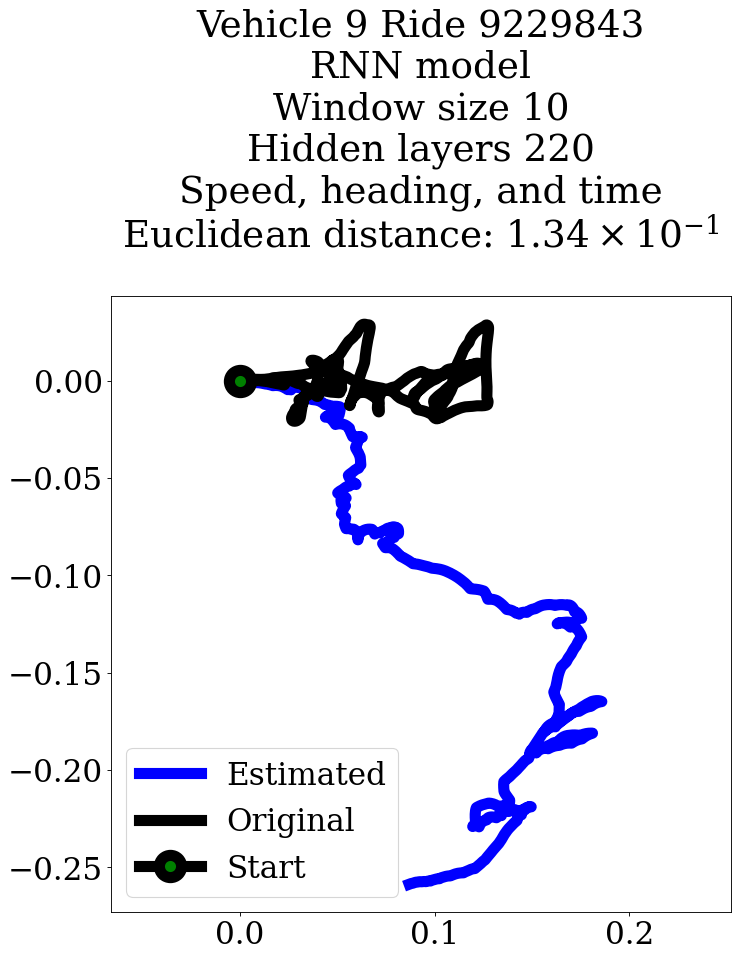 Vehicle 9 Ride 9229843
RNN model
Window size 10
Hidden layers 220
Speed, heading, and time
Euclidean distance: 1.34 × 10⁻¹
0.00
−0.05
−0.10
−0.15
−0.20
−0.25
Estimated
Original
Start
0.0 0.1 0.2